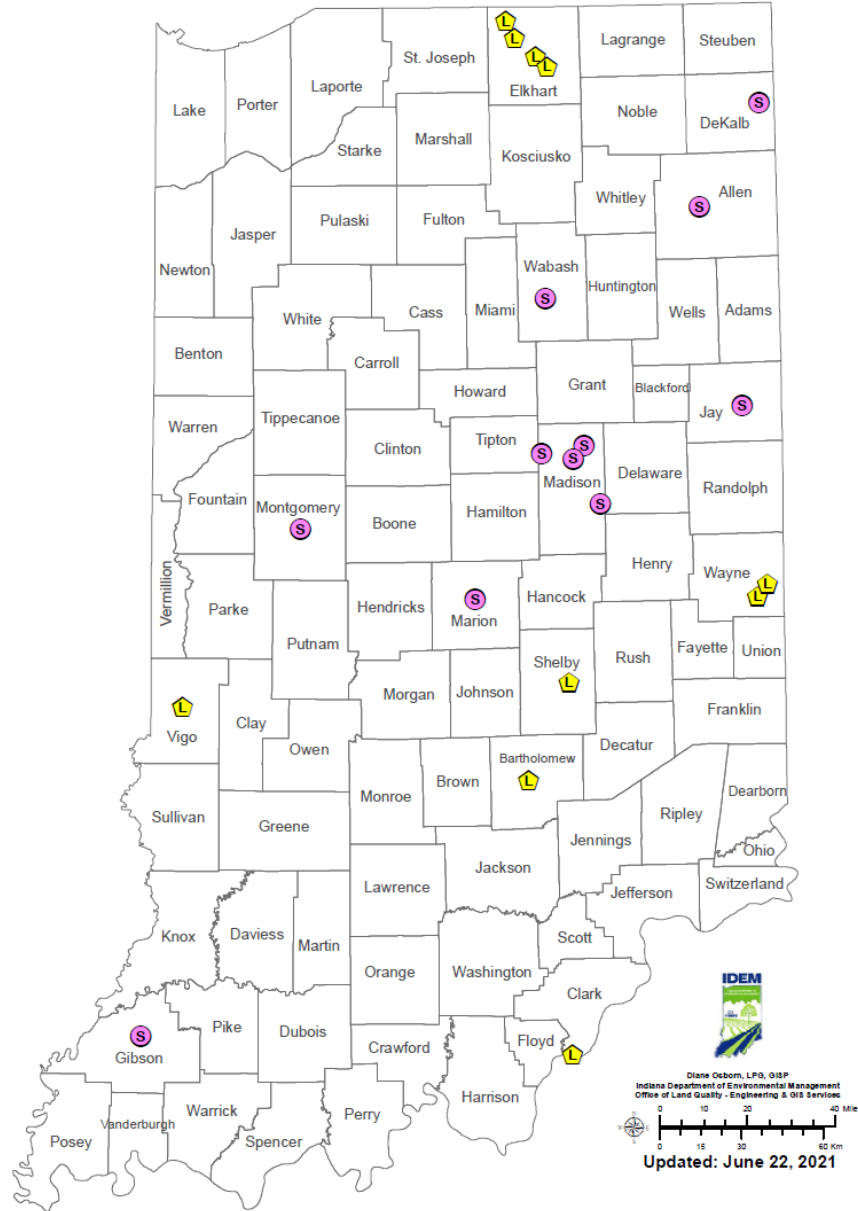 L
L
L
L
St. Joseph
Lagrange
Steuben
Laporte
Elkhart
Lake
Porter
Noble
S
DeKalb
Starke
Marshall
Kosciusko
Whitley
Allen
S
Jasper
Pulaski
Fulton
Newton
Wabash
S
Huntington
White
Cass
Miami
Wells
Adams
Benton
Carroll
Howard
Grant
Blackford
Jay
S
Warren
Tippecanoe
Clinton
Tipton
S
S
S
Madison
S
Delaware
Randolph
Fountain
Montgomery
S
Boone
Hamilton
Vermillion
Parke
Putnam
Hendricks
S
Marion
Hancock
Henry
Wayne
L
L
Shelby
L
Rush
Fayette
Union
L
Vigo
Clay
Owen
Morgan
Johnson
Franklin
Decatur
Bartholomew
L
Sullivan
Greene
Monroe
Brown
Dearborn
Ripley
Jennings
Ohio
Jackson
Lawrence
Jefferson
Switzerland
Knox
Daviess
Martin
Scott
Orange
Washington
Clark
S
Gibson
Pike
Dubois
Crawford
Floyd
L
Harrison
Posey
Vanderburgh
Warrick
Spencer
Perry
IDEM
Diane Osborn, LPG, GISP
Indiana Department of Environmental Management
Office of Land Quality - Engineering & GIS Services
0 10 20 40 Mile
0 15 30 60 Km
Updated: June 22, 2021